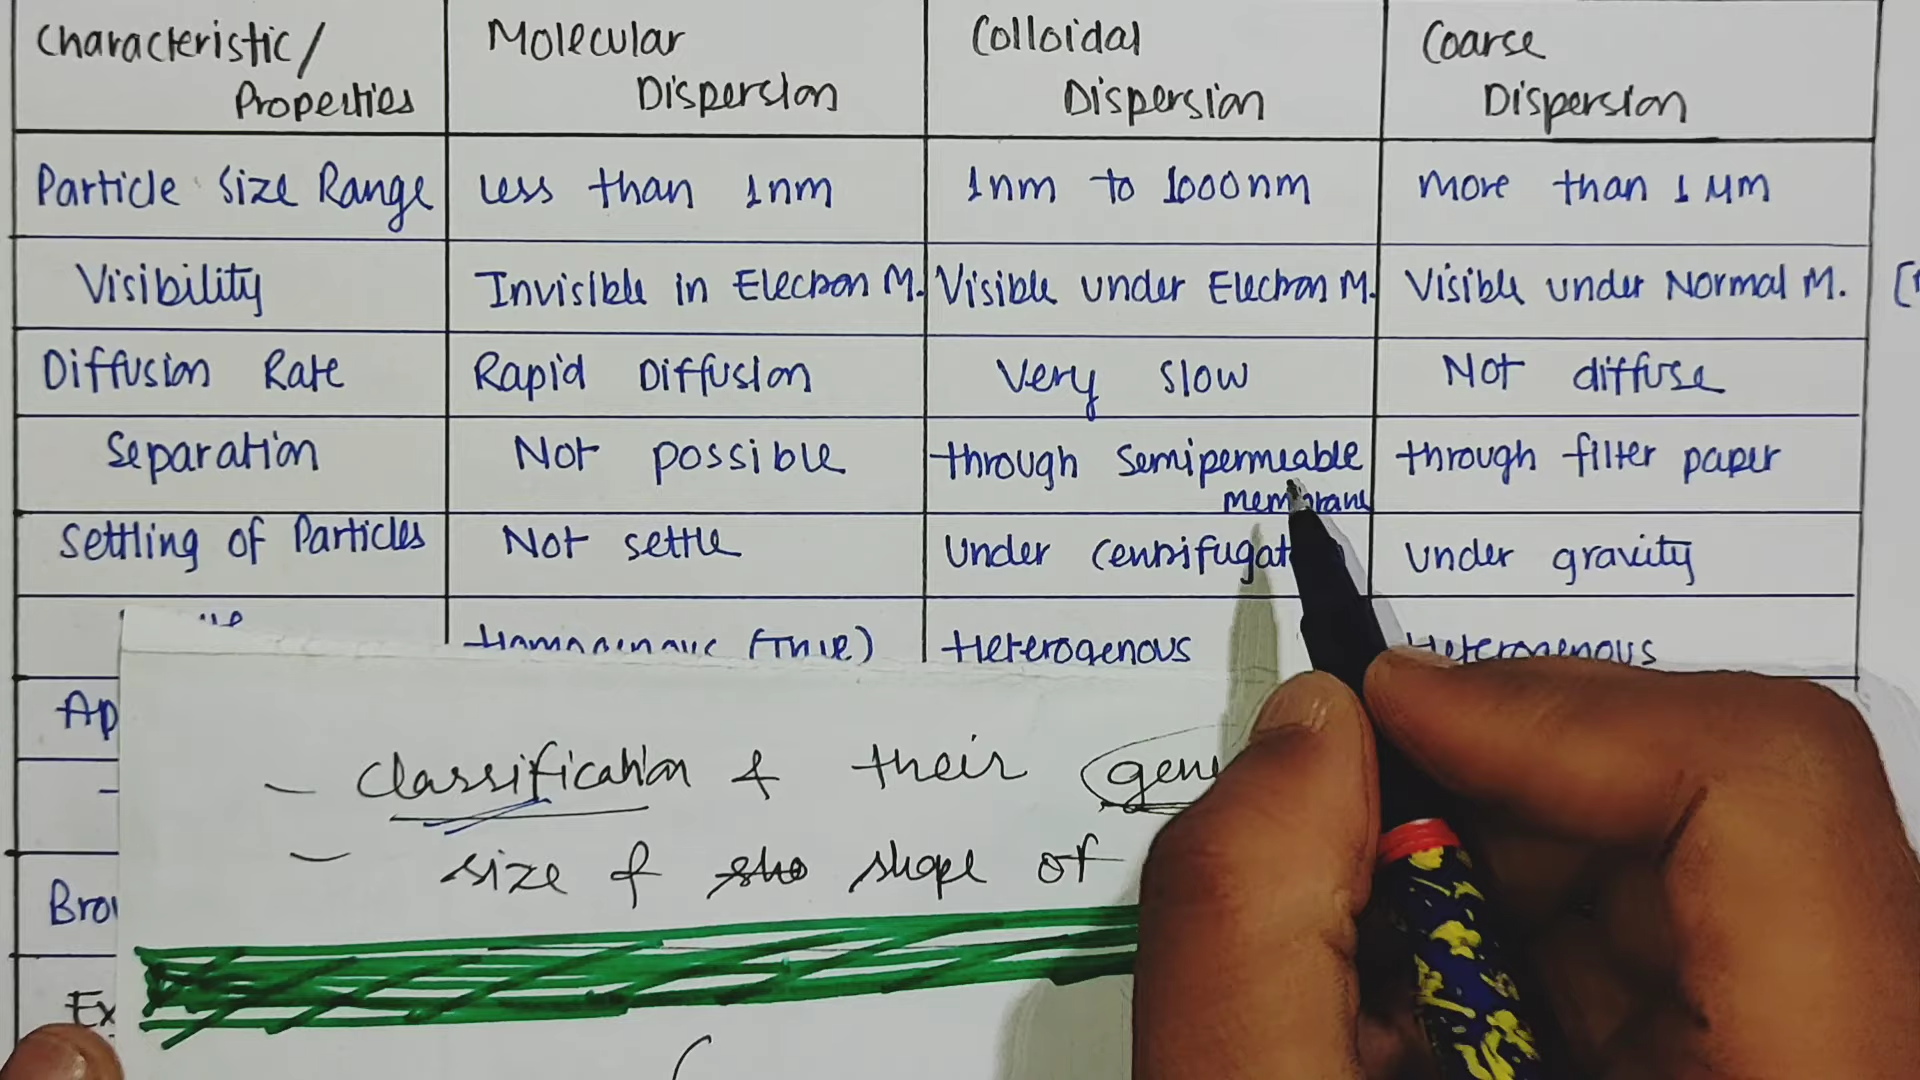 Characteristic/ Properties | Molecular Dispersion | Colloidal Dispersion | Coarse Dispersion
Particle Size Range | Less than 1nm | 1nm to 1000nm | More than 1 μm
Visibility | Invisible in Electron M. | Visible under Electron M. | Visible under Normal M.
Diffusion Rate | Rapid Diffusion | Very slow | Not diffuse
Separation | Not possible | through semipermeable membrane | through filter paper
Settling of Particles | Not settle | Under | Under gravity
(True) | Heterogenous | Heterogenous
- Classification & their
- size & shape of